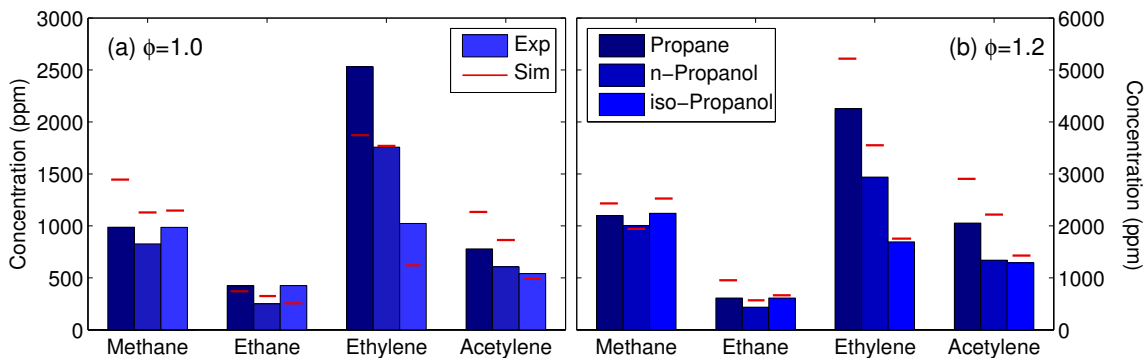 (a) ϕ=1.0
Exp
Sim
Concentration (ppm)
3000
2500
2000
1500
1000
500
0
Methane
Ethane
Ethylene
Acetylene
Propane
n−Propanol
iso−Propanol
(b) ϕ=1.2
6000
5000
4000
3000
2000
1000
0
Concentration (ppm)
Methane
Ethane
Ethylene
Acetylene